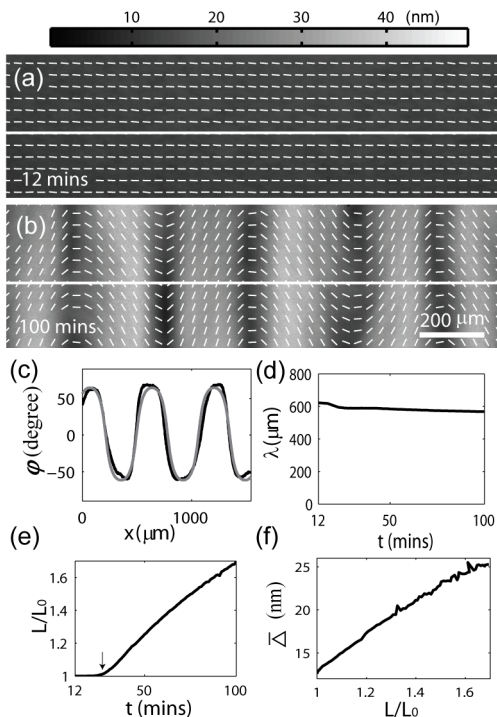 10 20 30 40 (nm)
(a)
12 mins
(b)
100 mins
200 μm
(c)
φ (degree)
50
0
−50
0 1000
x (μm)
(d)
λ (μm)
800
600
400
200
0
12 50 100
t (mins)
(e)
L/L0
1.6
1.4
1.2
1
12 50 100
t (mins)
(f)
Δ̄ (nm)
25
20
15
1 1.2 1.4 1.6
L/L0